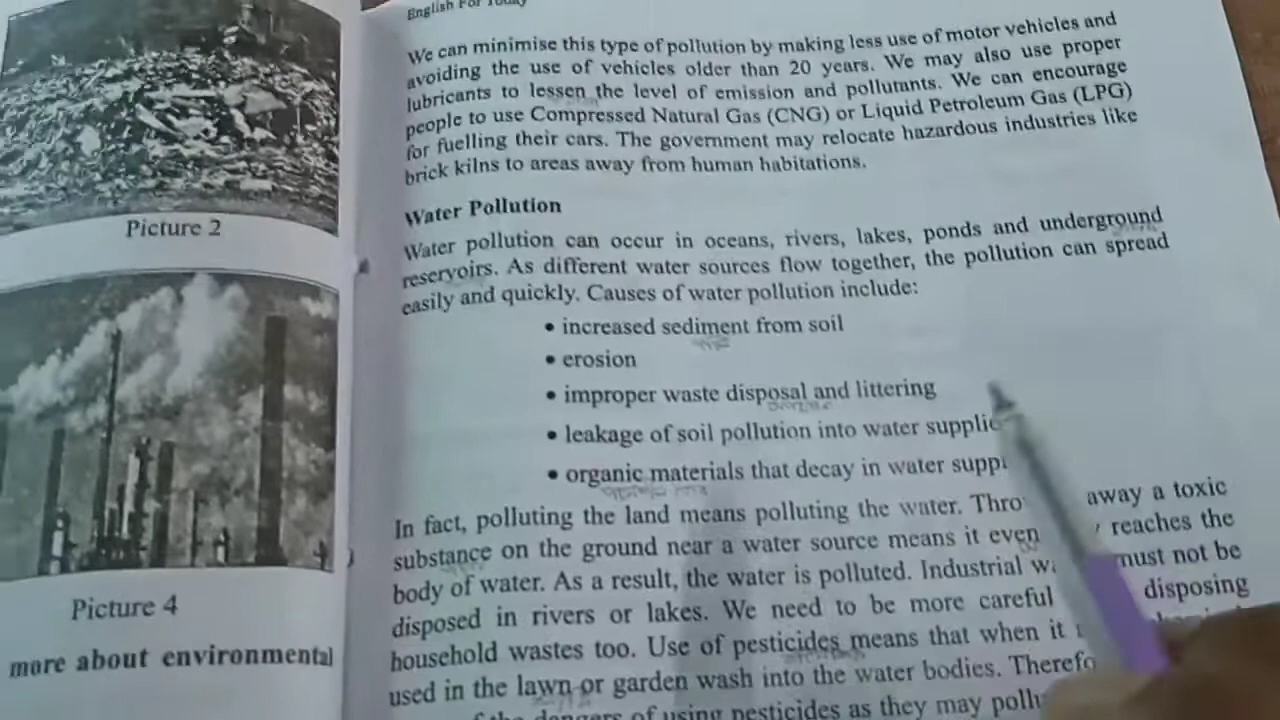 Picture 2
Picture 4
more about environmental
English For Today
We can minimise this type of pollution by making less use of motor vehicles and
avoiding the use of vehicles older than 20 years. We may also use proper
lubricants to lessen the level of emission and pollutants. We can encourage
people to use Compressed Natural Gas (CNG) or Liquid Petroleum Gas (LPG)
for fuelling their cars. The government may relocate hazardous industries like
brick kilns to areas away from human habitations.
Water Pollution
Water pollution can occur in oceans, rivers, lakes, ponds and underground
reservoirs. As different water sources flow together, the pollution can spread
easily and quickly. Causes of water pollution include:
• increased sediment from soil
• erosion
• improper waste disposal and littering
• leakage of soil pollution into water
• organic materials that decay in water
In fact, polluting the land means polluting the water. away a toxic
substance on the ground near a water source means it reaches the
body of water. As a result, the water is polluted. Industrial must not be
disposed in rivers or lakes. We need to be more careful disposing
household wastes too. Use of pesticides means that when it
used in the lawn or garden wash into the water bodies.
of the dangers of using pesticides as they may